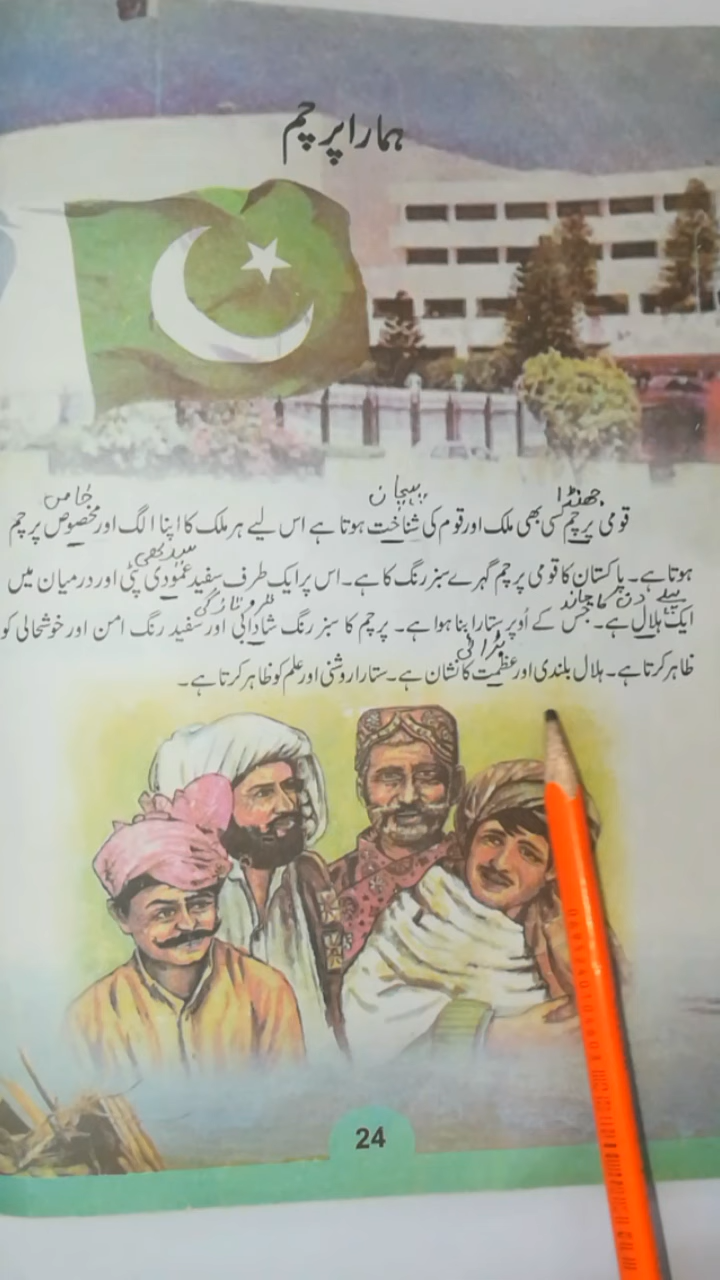 ہمارا پرچم
جھنڈا پہچان خاص
قومی پرچم کسی بھی ملک اور قوم کی شناخت ہوتا ہے اس لیے ہر ملک کا اپنا الگ اور مخصوص پرچم
سیدھی
ہوتا ہے۔ پاکستان کا قومی پرچم گہرے سبز رنگ کا ہے۔ اس پر ایک طرف سفید عمودی پٹی اور درمیان میں
پہلے دن کا چاند تروتازگی
ایک ہلال ہے۔ جس کے اُوپر ستارا بنا ہوا ہے۔ پرچم کا سبز رنگ شادابی اور سفید رنگ امن اور خوشحالی کو
بڑائی
ظاہر کرتا ہے۔ ہلال بلندی اور عظمت کا نشان ہے۔ ستارا روشنی اور علم کو ظاہر کرتا ہے۔
24